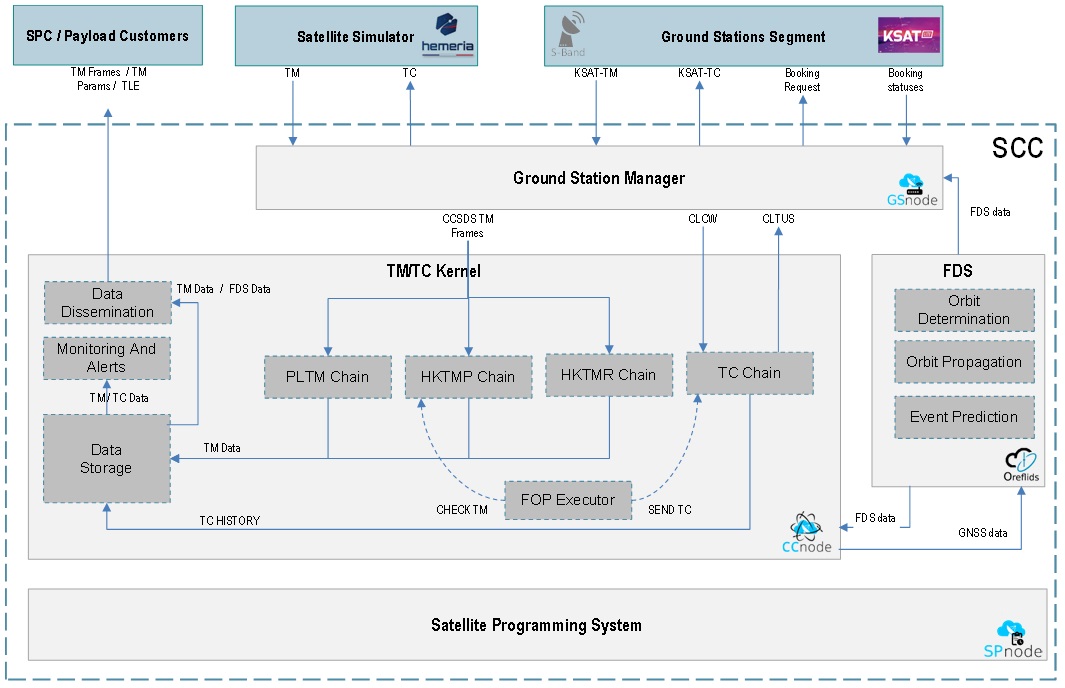 SPC / Payload Customers
Satellite Simulator
hemeria
S-Band
Ground Stations Segment
KSAT
TM Frames / TM
Params / TLE
TM
TC
KSAT-TM
KSAT-TC
Booking
Request
Booking
statuses
SCC
Ground Station Manager
GSnode
CCSDS TM
Frames
CLCW
CLTUS
FDS data
TM/TC Kernel
FDS
Data
Dissemination
TM Data / FDS Data
Orbit
Determination
Monitoring And
Alerts
PLTM Chain
HKTMP Chain
HKTMR Chain
TC Chain
Orbit Propagation
TM/TC Data
Event Prediction
Data
Storage
TM Data
Oreflids
FOP Executor
CHECK TM
SEND TC
TC HISTORY
FDS data
GNSS data
CCnode
Satellite Programming System
SPnode